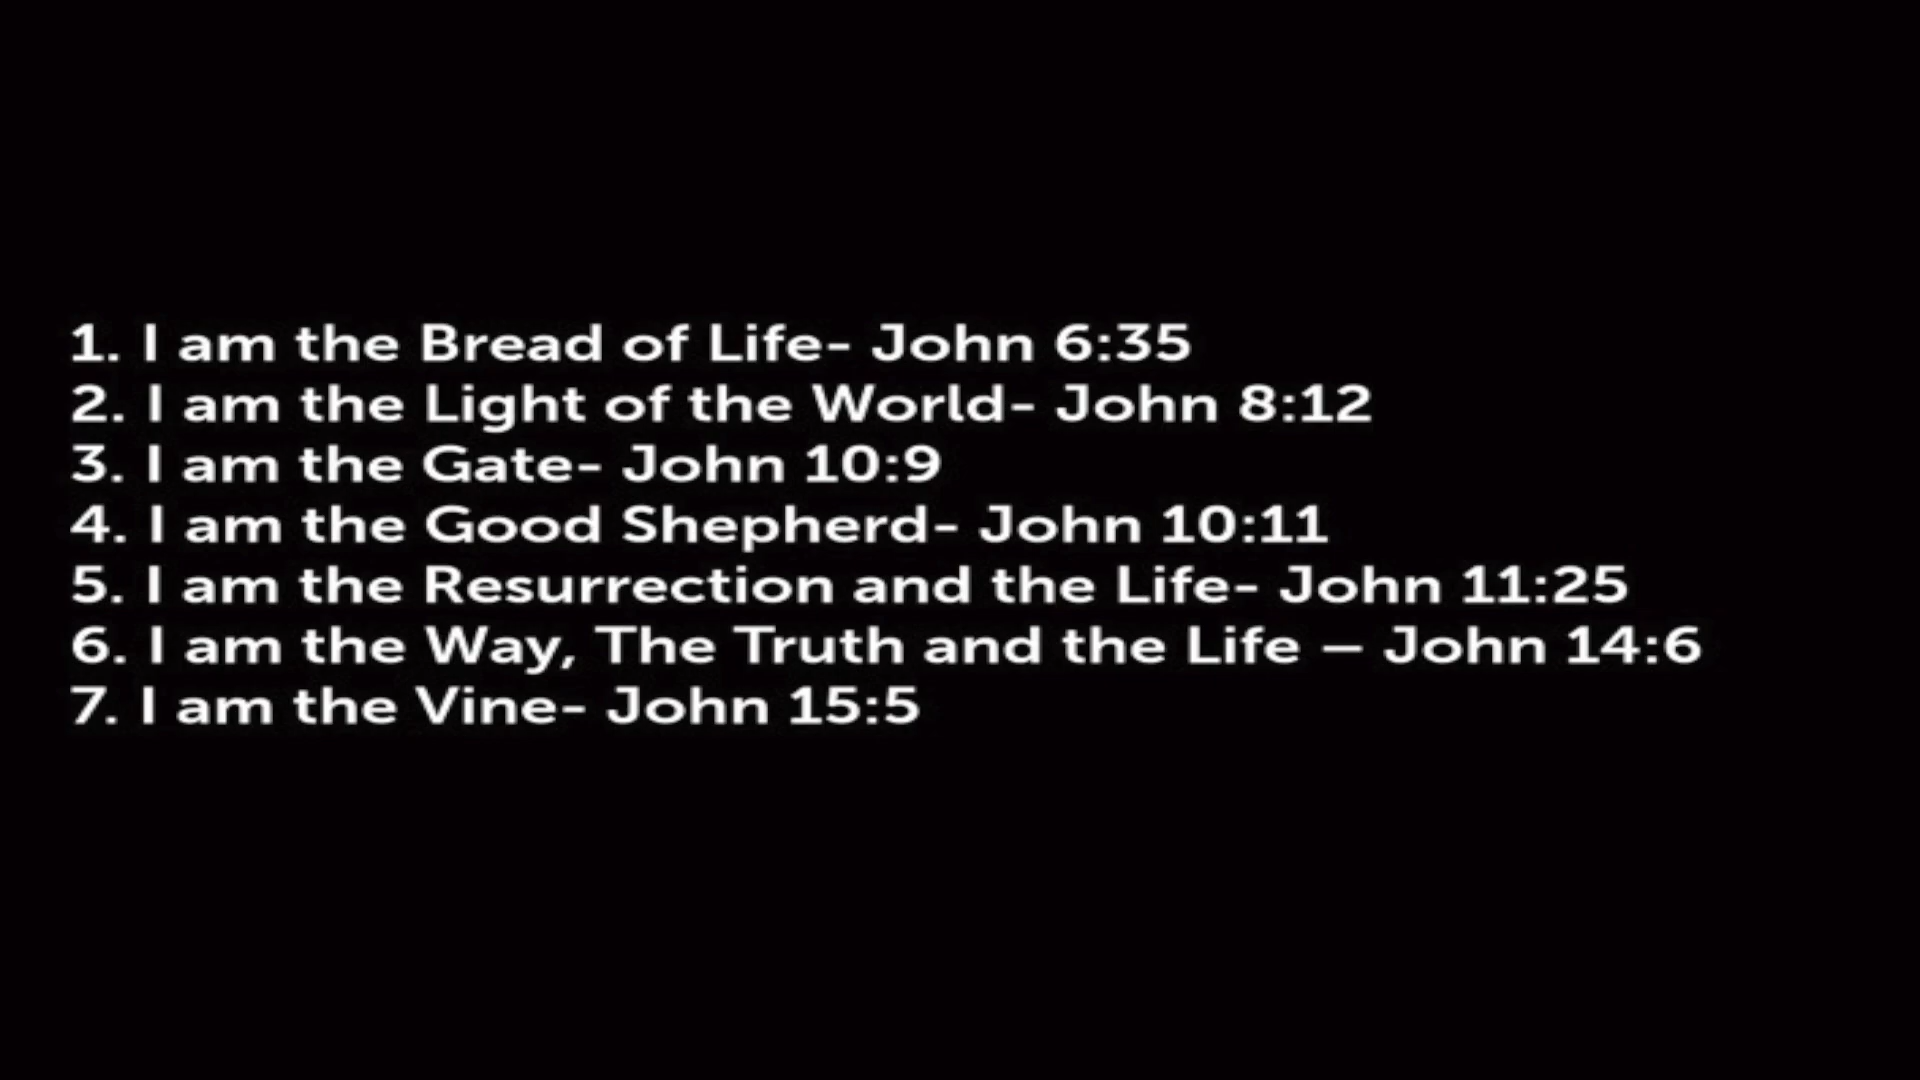 1. I am the Bread of Life- John 6:35
2. I am the Light of the World- John 8:12
3. I am the Gate- John 10:9
4. I am the Good Shepherd- John 10:11
5. I am the Resurrection and the Life- John 11:25
6. I am the Way, The Truth and the Life – John 14:6
7. I am the Vine- John 15:5